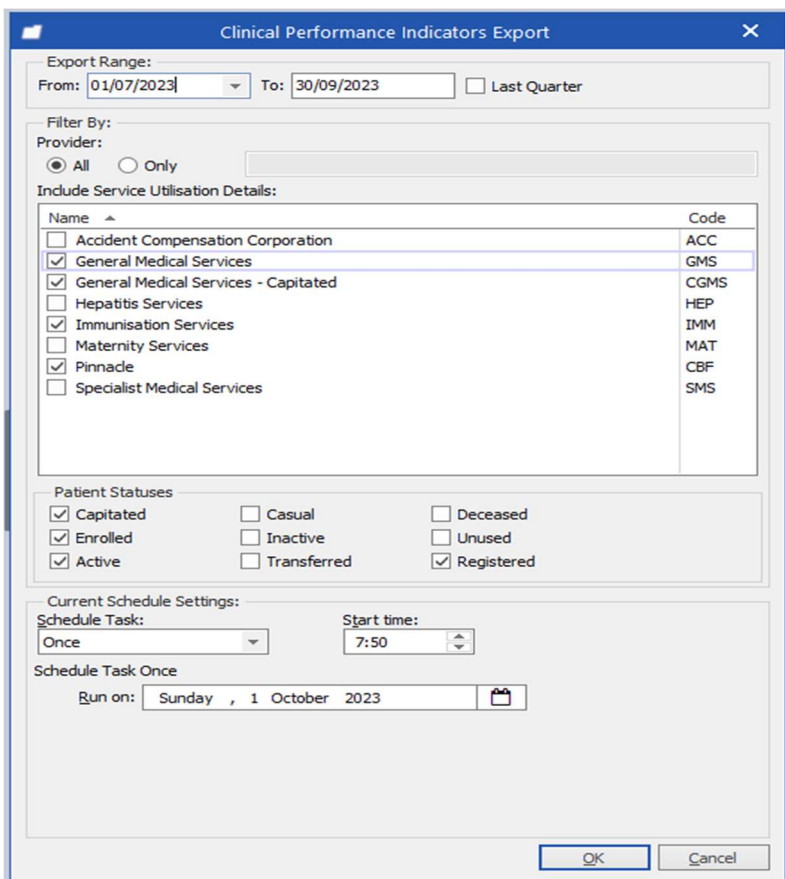 Clinical Performance Indicators Export
Export Range:
From: 01/07/2023 To: 30/09/2023 Last Quarter
Filter By:
Provider:
All Only
Include Service Utilisation Details:
Name Code
Accident Compensation Corporation ACC
General Medical Services GMS
General Medical Services - Capitated CGMS
Hepatitis Services HEP
Immunisation Services IMM
Maternity Services MAT
Pinnacle CBF
Specialist Medical Services SMS
Patient Statuses
Capitated Casual Deceased
Enrolled Inactive Unused
Active Transferred Registered
Current Schedule Settings:
Schedule Task: Start time:
Once 7:50
Schedule Task Once
Run on: Sunday , 1 October 2023
OK Cancel